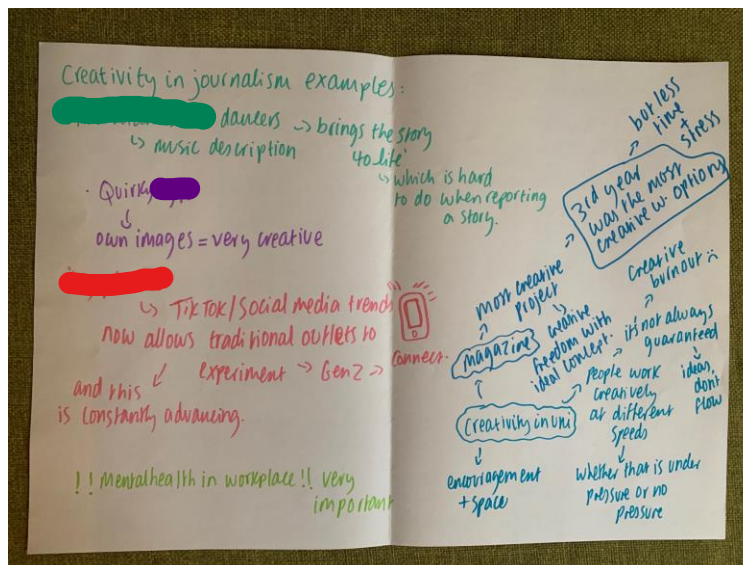 Creativity in journalism examples:
dancers → brings the story
↳ music description 'to life'
↳ which is hard
to do when reporting
a story.
· Quirky
↓
own images = very creative
↳ TikTok/Social media trends
now allows traditional outlets to
experiment → Gen Z → connect.
and this ↙
is constantly advancing.
!! Mental health in workplace !! very
important
but less
time +
stress
3rd year
was the most
creative w. options
most creative
project
creative
freedom with
ideal concept.
magazine
creative
burnout :(
it's not always
guaranteed
ideas,
dont
flow
people work
creatively
at different
speeds
Creativity in uni
encouragement
+ space
whether that is under
pressure or no
pressure